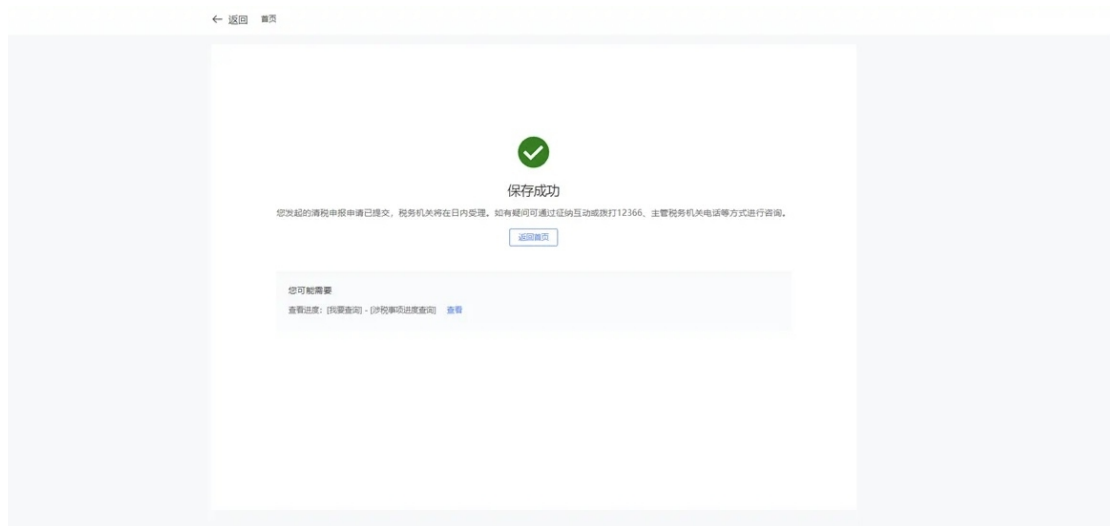 ← 返回 首页
保存成功
您发起的清税申报申请已提交，税务机关将在日内受理。如有疑问可通过征纳互动或拨打12366、主管税务机关电话等方式进行咨询。
返回首页
您可能需要
查看进度：[我要查询] - [涉税事项进度查询] 查看